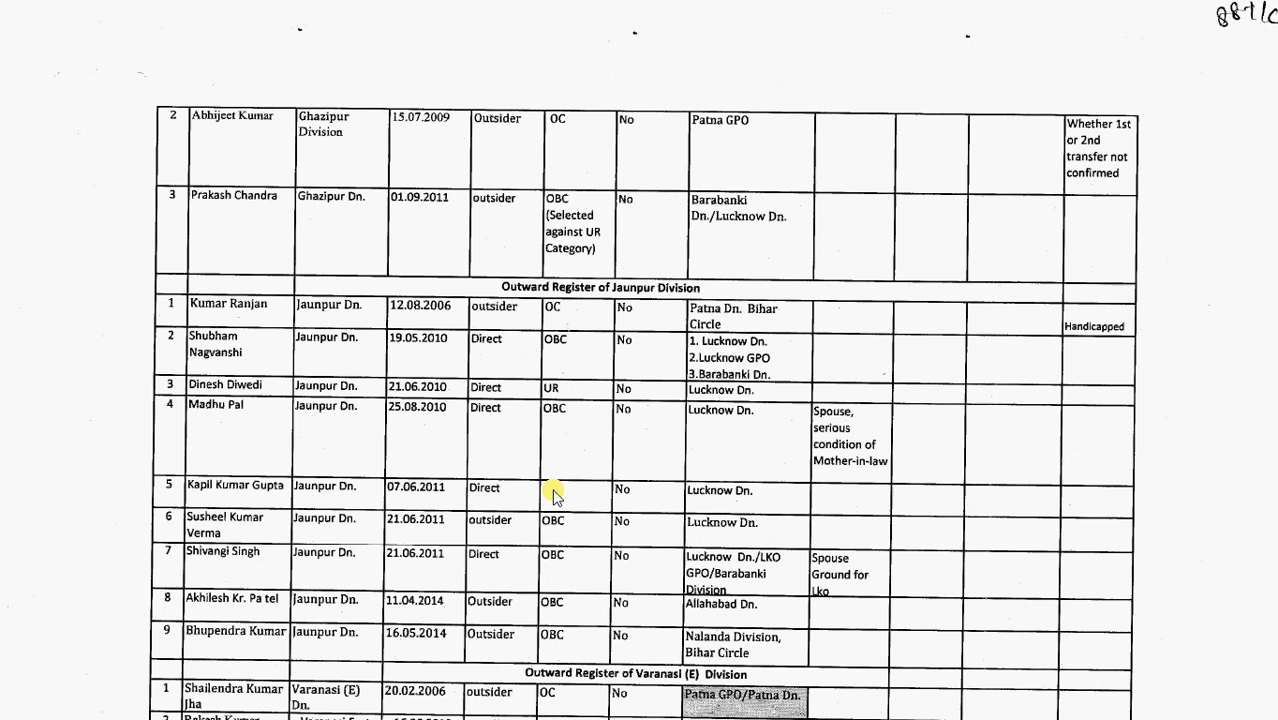 2 Abhijeet Kumar Ghazipur Division 15.07.2009 Outsider OC No Patna GPO Whether 1st or 2nd transfer not confirmed
3 Prakash Chandra Ghazipur Dn. 01.09.2011 outsider OBC (Selected against UR Category) No Barabanki Dn./Lucknow Dn.
Outward Register of Jaunpur Division
1 Kumar Ranjan Jaunpur Dn. 12.08.2006 outsider OC No Patna Dn. Bihar Circle Handicapped
2 Shubham Nagvanshi Jaunpur Dn. 19.05.2010 Direct OBC No 1. Lucknow Dn. 2.Lucknow GPO 3.Barabanki Dn.
3 Dinesh Diwedi Jaunpur Dn. 21.06.2010 Direct UR No Lucknow Dn.
4 Madhu Pal Jaunpur Dn. 25.08.2010 Direct OBC No Lucknow Dn. Spouse, serious condition of Mother-in-law
5 Kapil Kumar Gupta Jaunpur Dn. 07.06.2011 Direct No Lucknow Dn.
6 Susheel Kumar Verma Jaunpur Dn. 21.06.2011 outsider OBC No Lucknow Dn.
7 Shivangi Singh Jaunpur Dn. 21.06.2011 Direct OBC No Lucknow Dn./LKO GPO/Barabanki Division Spouse Ground for Lko
8 Akhilesh Kr. Pa tel Jaunpur Dn. 11.04.2014 Outsider OBC No Allahabad Dn.
9 Bhupendra Kumar Jaunpur Dn. 16.05.2014 Outsider OBC No Nalanda Division, Bihar Circle
Outward Register of Varanasi (E) Division
1 Shailendra Kumar Jha Varanasi (E) Dn. 20.02.2006 outsider OC No Patna GPO/Patna Dn.